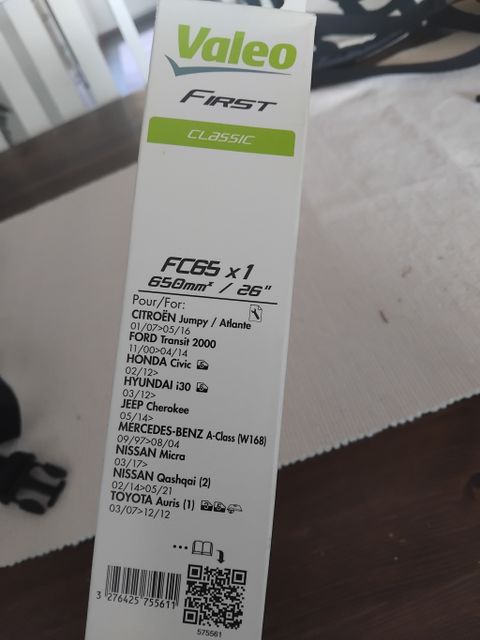 Valeo
FIRST
CLASSIC
FC65 x 1
650mm² / 26"
Pour/For:
CITROËN Jumpy / Atlante
01/07>05/16
FORD Transit 2000
11/00>04/14
HONDA Civic
02/12>
HYUNDAI i30
03/12>
JEEP Cherokee
05/14>
MERCEDES-BENZ A-Class (W168)
09/97>08/04
NISSAN Micra
03/17>
NISSAN Qashqai (2)
02/14>05/21
TOYOTA Auris (1)
03/07>12/12
...
3 276425 755611
575561